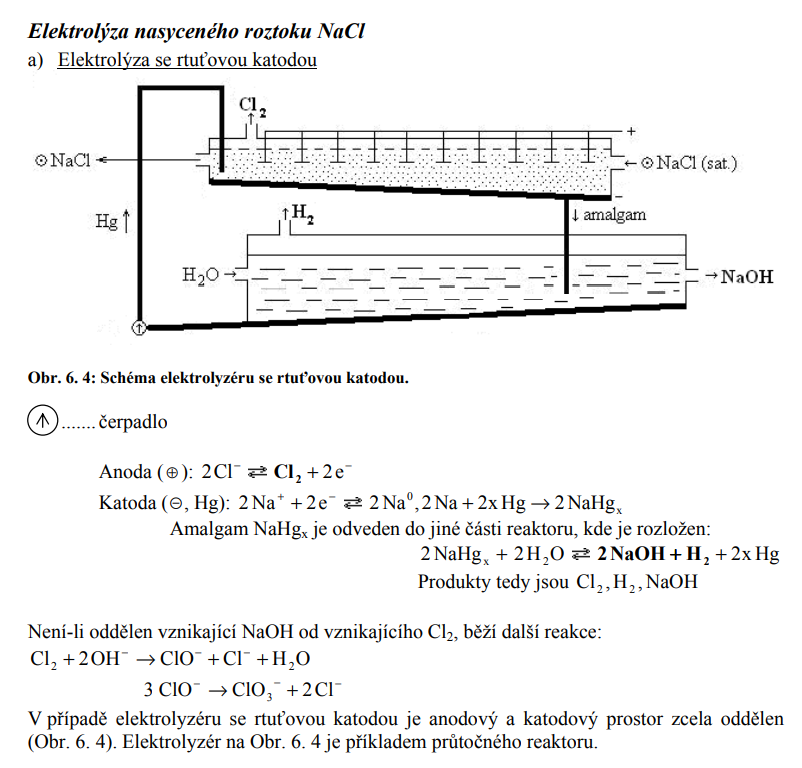 Elektrolýza nasyceného roztoku NaCl
a) Elektrolýza se rtuťovou katodou
Cl₂
+
⊙NaCl
⊙NaCl (sat.)
-
Hg
H₂
amalgam
H₂O
NaOH
Obr. 6. 4: Schéma elektrolyzéru se rtuťovou katodou.
↑ ....... čerpadlo
Anoda (⊕): 2Cl⁻ ⇄ Cl₂ + 2e⁻
Katoda (⊖, Hg): 2Na⁺ + 2e⁻ ⇄ 2Na⁰, 2Na + 2x Hg → 2NaHgₓ
Amalgam NaHgₓ je odveden do jiné části reaktoru, kde je rozložen:
2NaHgₓ + 2H₂O ⇄ 2NaOH + H₂ + 2x Hg
Produkty tedy jsou Cl₂, H₂, NaOH
Není-li oddělen vznikající NaOH od vznikajícího Cl₂, běží další reakce:
Cl₂ + 2OH⁻ → ClO⁻ + Cl⁻ + H₂O
3 ClO⁻ → ClO₃⁻ + 2Cl⁻
V případě elektrolyzéru se rtuťovou katodou je anodový a katodový prostor zcela oddělen
(Obr. 6. 4). Elektrolyzér na Obr. 6. 4 je příkladem průtočného reaktoru.